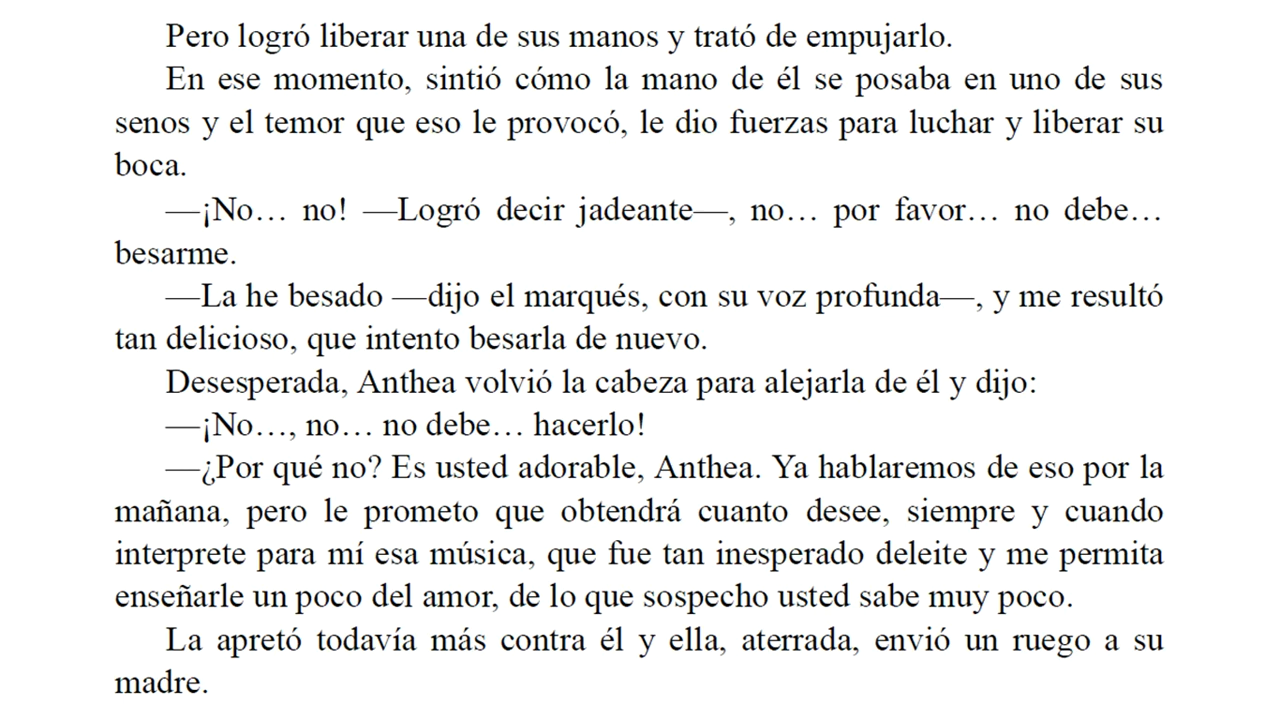 Pero logró liberar una de sus manos y trató de empujarlo.
En ese momento, sintió cómo la mano de él se posaba en uno de sus
senos y el temor que eso le provocó, le dio fuerzas para luchar y liberar su
boca.
—¡No… no! —Logró decir jadeante—, no… por favor… no debe…
besarme.
—La he besado —dijo el marqués, con su voz profunda—, y me resultó
tan delicioso, que intento besarla de nuevo.
Desesperada, Anthea volvió la cabeza para alejarla de él y dijo:
—¡No…, no… no debe… hacerlo!
—¿Por qué no? Es usted adorable, Anthea. Ya hablaremos de eso por la
mañana, pero le prometo que obtendrá cuanto desee, siempre y cuando
interprete para mí esa música, que fue tan inesperado deleite y me permita
enseñarle un poco del amor, de lo que sospecho usted sabe muy poco.
La apretó todavía más contra él y ella, aterrada, envió un ruego a su
madre.